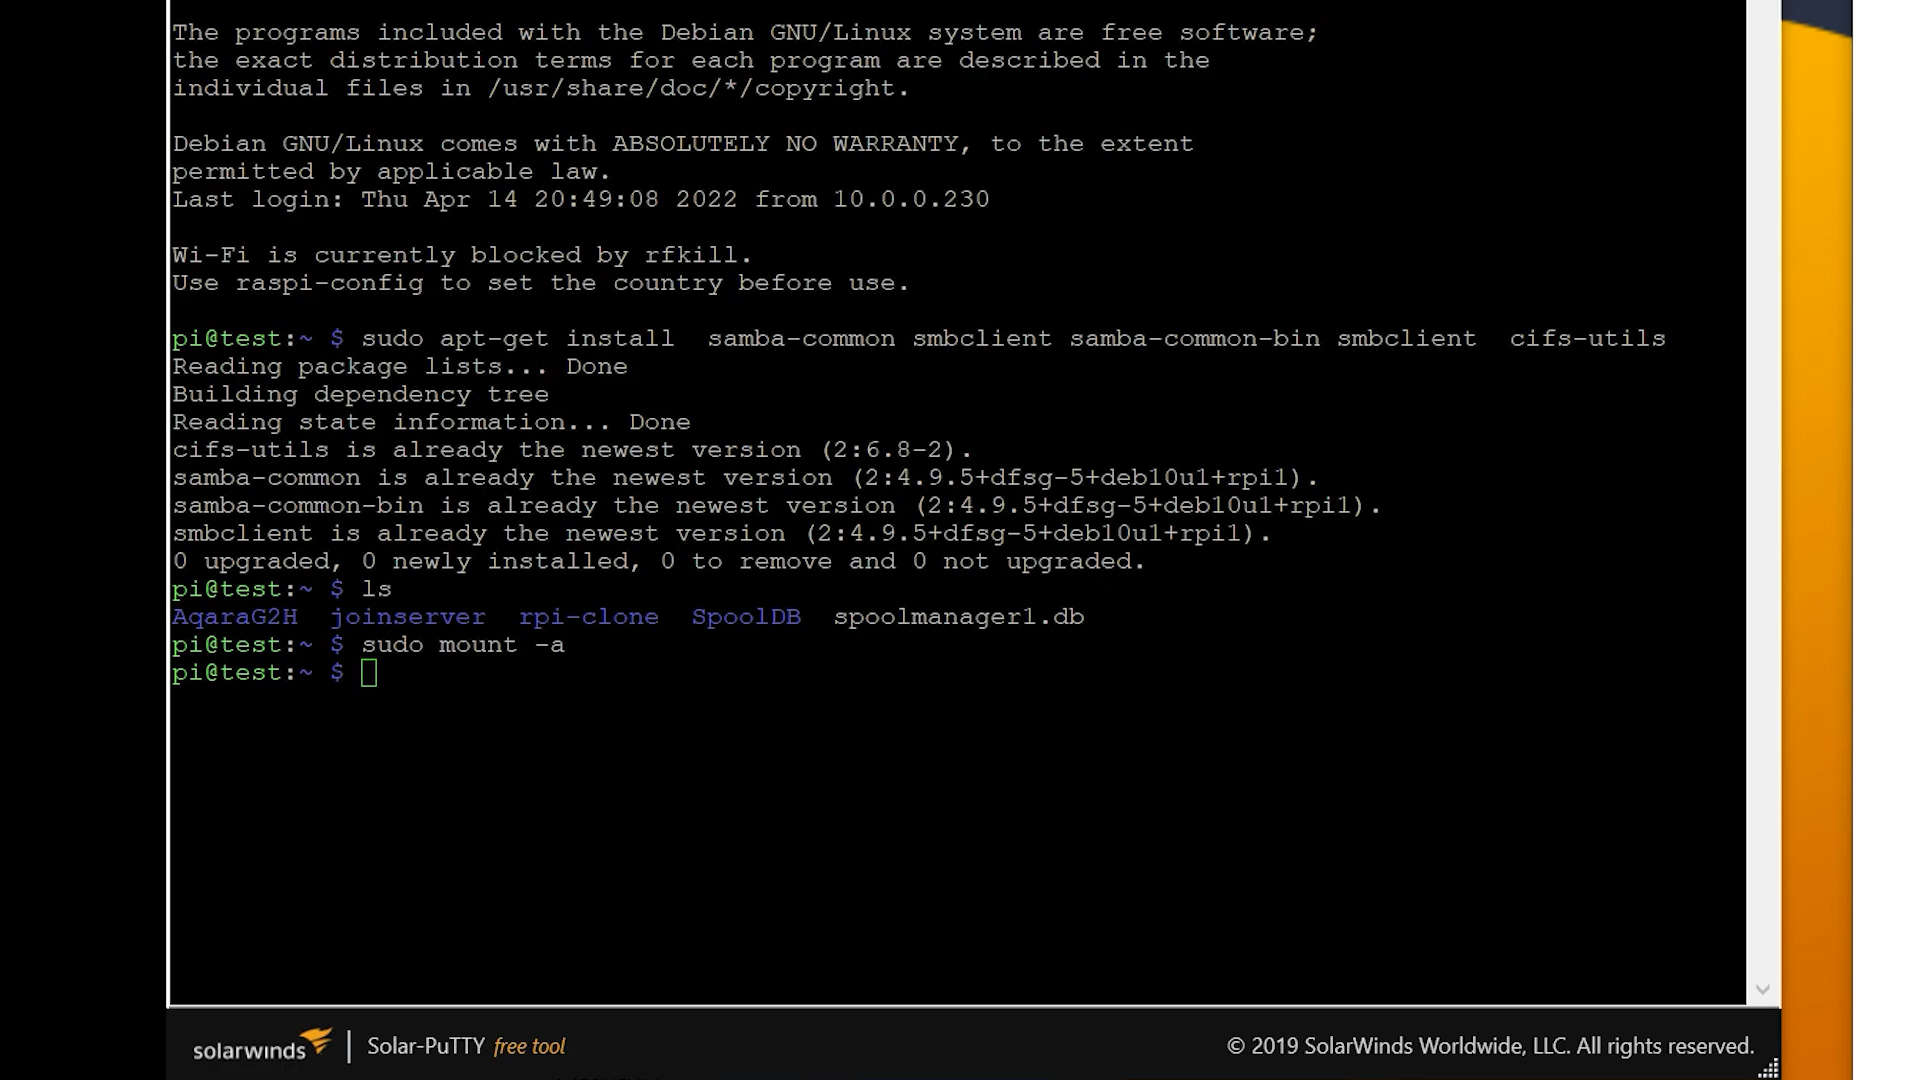 The programs included with the Debian GNU/Linux system are free software;
the exact distribution terms for each program are described in the
individual files in /usr/share/doc/*/copyright.
Debian GNU/Linux comes with ABSOLUTELY NO WARRANTY, to the extent
permitted by applicable law.
Last login: Thu Apr 14 20:49:08 2022 from 10.0.0.230
Wi-Fi is currently blocked by rfkill.
Use raspi-config to set the country before use.
pi@test:~ $ sudo apt-get install  samba-common smbclient samba-common-bin smbclient  cifs-utils
Reading package lists... Done
Building dependency tree
Reading state information... Done
cifs-utils is already the newest version (2:6.8-2).
samba-common is already the newest version (2:4.9.5+dfsg-5+deb10u1+rpi1).
samba-common-bin is already the newest version (2:4.9.5+dfsg-5+deb10u1+rpi1).
smbclient is already the newest version (2:4.9.5+dfsg-5+deb10u1+rpi1).
0 upgraded, 0 newly installed, 0 to remove and 0 not upgraded.
pi@test:~ $ ls
AqaraG2H  joinserver  rpi-clone  SpoolDB  spoolmanager1.db
pi@test:~ $ sudo mount -a
pi@test:~ $
solarwinds | Solar-PuTTY free tool
© 2019 SolarWinds Worldwide, LLC. All rights reserved.